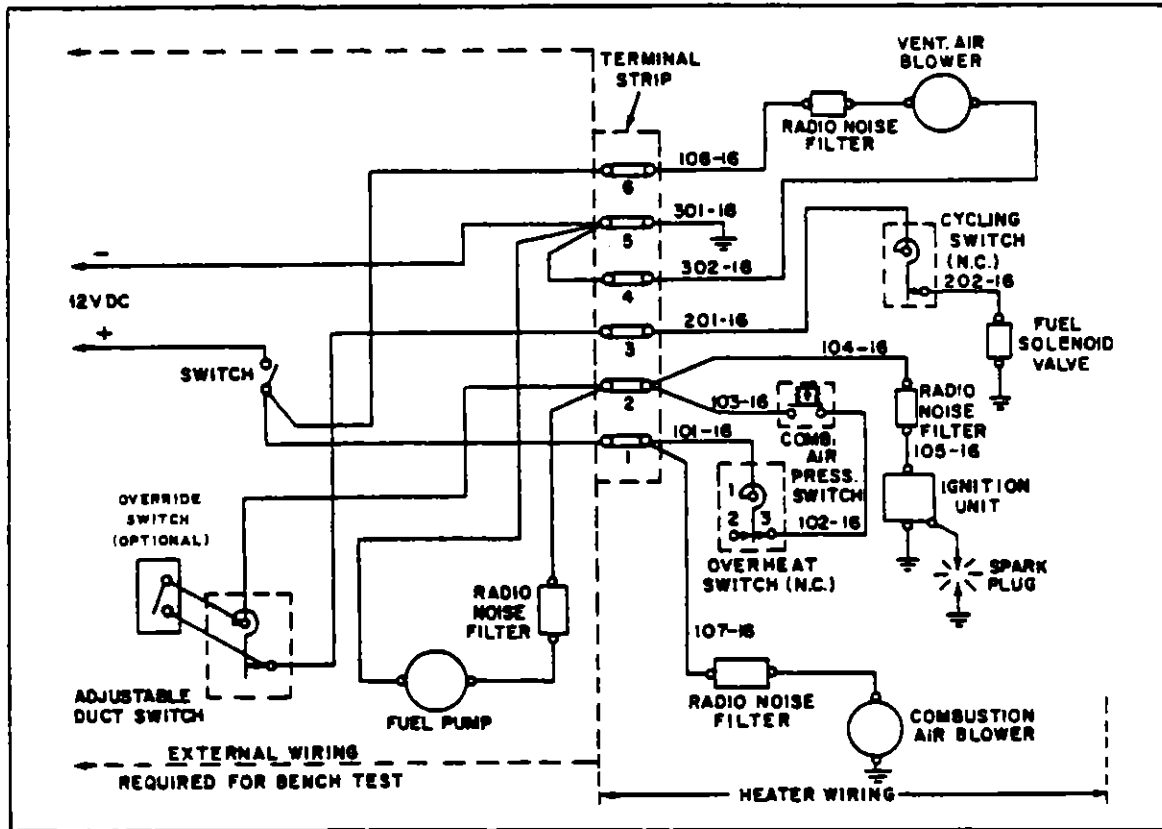 TERMINAL
STRIP
VENT. AIR
BLOWER
RADIO NOISE
FILTER
106-16
6
301-16
5
302-16
4
201-16
3
CYCLING
SWITCH
(N.C.)
202-16
FUEL
SOLENOID
VALVE
-
12VDC
+
SWITCH
104-16
2
103-16
101-16
1
COMB.
AIR
PRESS.
SWITCH
RADIO
NOISE
FILTER
105-16
IGNITION
UNIT
SPARK
PLUG
1
2
3
102-16
OVERHEAT
SWITCH (N.C.)
OVERRIDE
SWITCH
(OPTIONAL)
ADJUSTABLE
DUCT SWITCH
RADIO
NOISE
FILTER
FUEL PUMP
107-16
RADIO NOISE
FILTER
COMBUSTION
AIR BLOWER
EXTERNAL WIRING
REQUIRED FOR BENCH TEST
HEATER WIRING